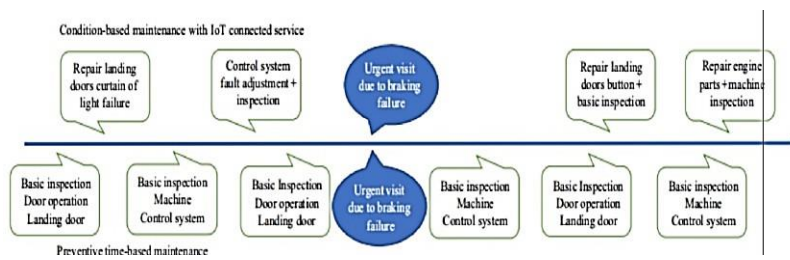 Condition-based maintenance with IoT connected service
Repair landing
doors curtain of
light failure
Control system
fault adjustment +
inspection
Urgent visit
due to braking
failure
Repair landing
doors button +
basic inspection
Repair engine
parts + machine
inspection
Basic inspection
Door operation
Landing door
Basic inspection
Machine
Control system
Basic Inspection
Door operation
Landing door
Urgent visit
due to braking
failure
Basic inspection
Machine
Control system
Basic Inspection
Door operation
Landing door
Basic inspection
Machine
Control system
Preventive time-based maintenance